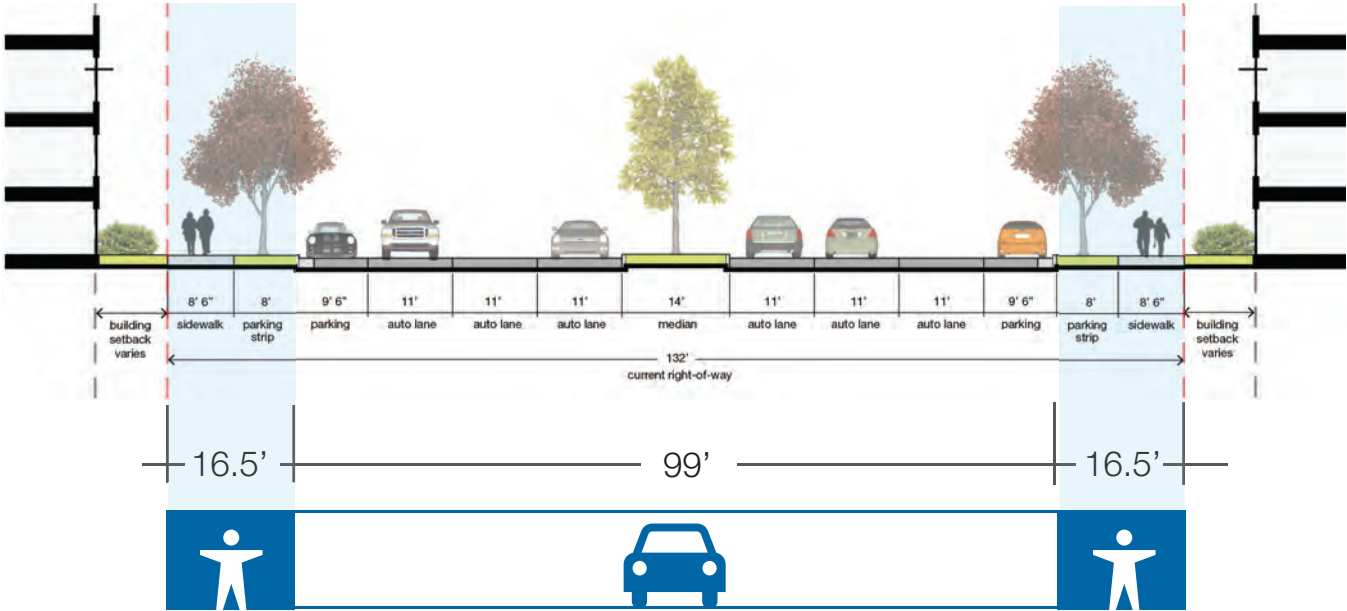 8' 6" 8' 9' 6" 11' 11' 11' 14' 11' 11' 11' 9' 6" 8' 8' 6"
building setback varies
sidewalk
parking strip
parking
auto lane
auto lane
auto lane
median
auto lane
auto lane
auto lane
parking
parking strip
sidewalk
building setback varies
132'
current right-of-way
16.5’ 99’ 16.5’